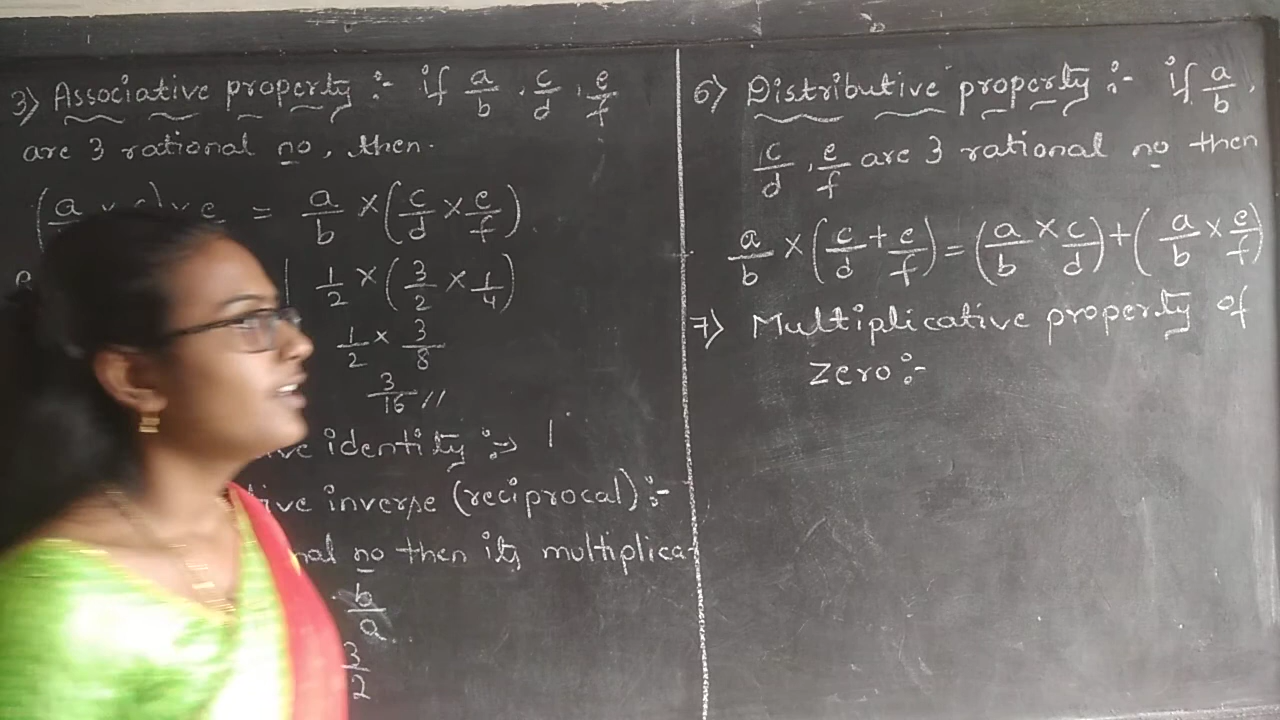 3) Associative property :- if a/b, c/d, e/f
are 3 rational no, then.
= a/b × (c/d × e/f)
1/2 × (3/2 × 1/4)
1/2 × 3/8
3/16 //
identity :-> 1
inverse (reciprocal) :-
no then its multiplica-
b/a
3/2
6) Distributive property :- if a/b,
c/d, e/f are 3 rational no then
a/b × (c/d + e/f) = (a/b × c/d) + (a/b × e/f)
7) Multiplicative property of
zero :-